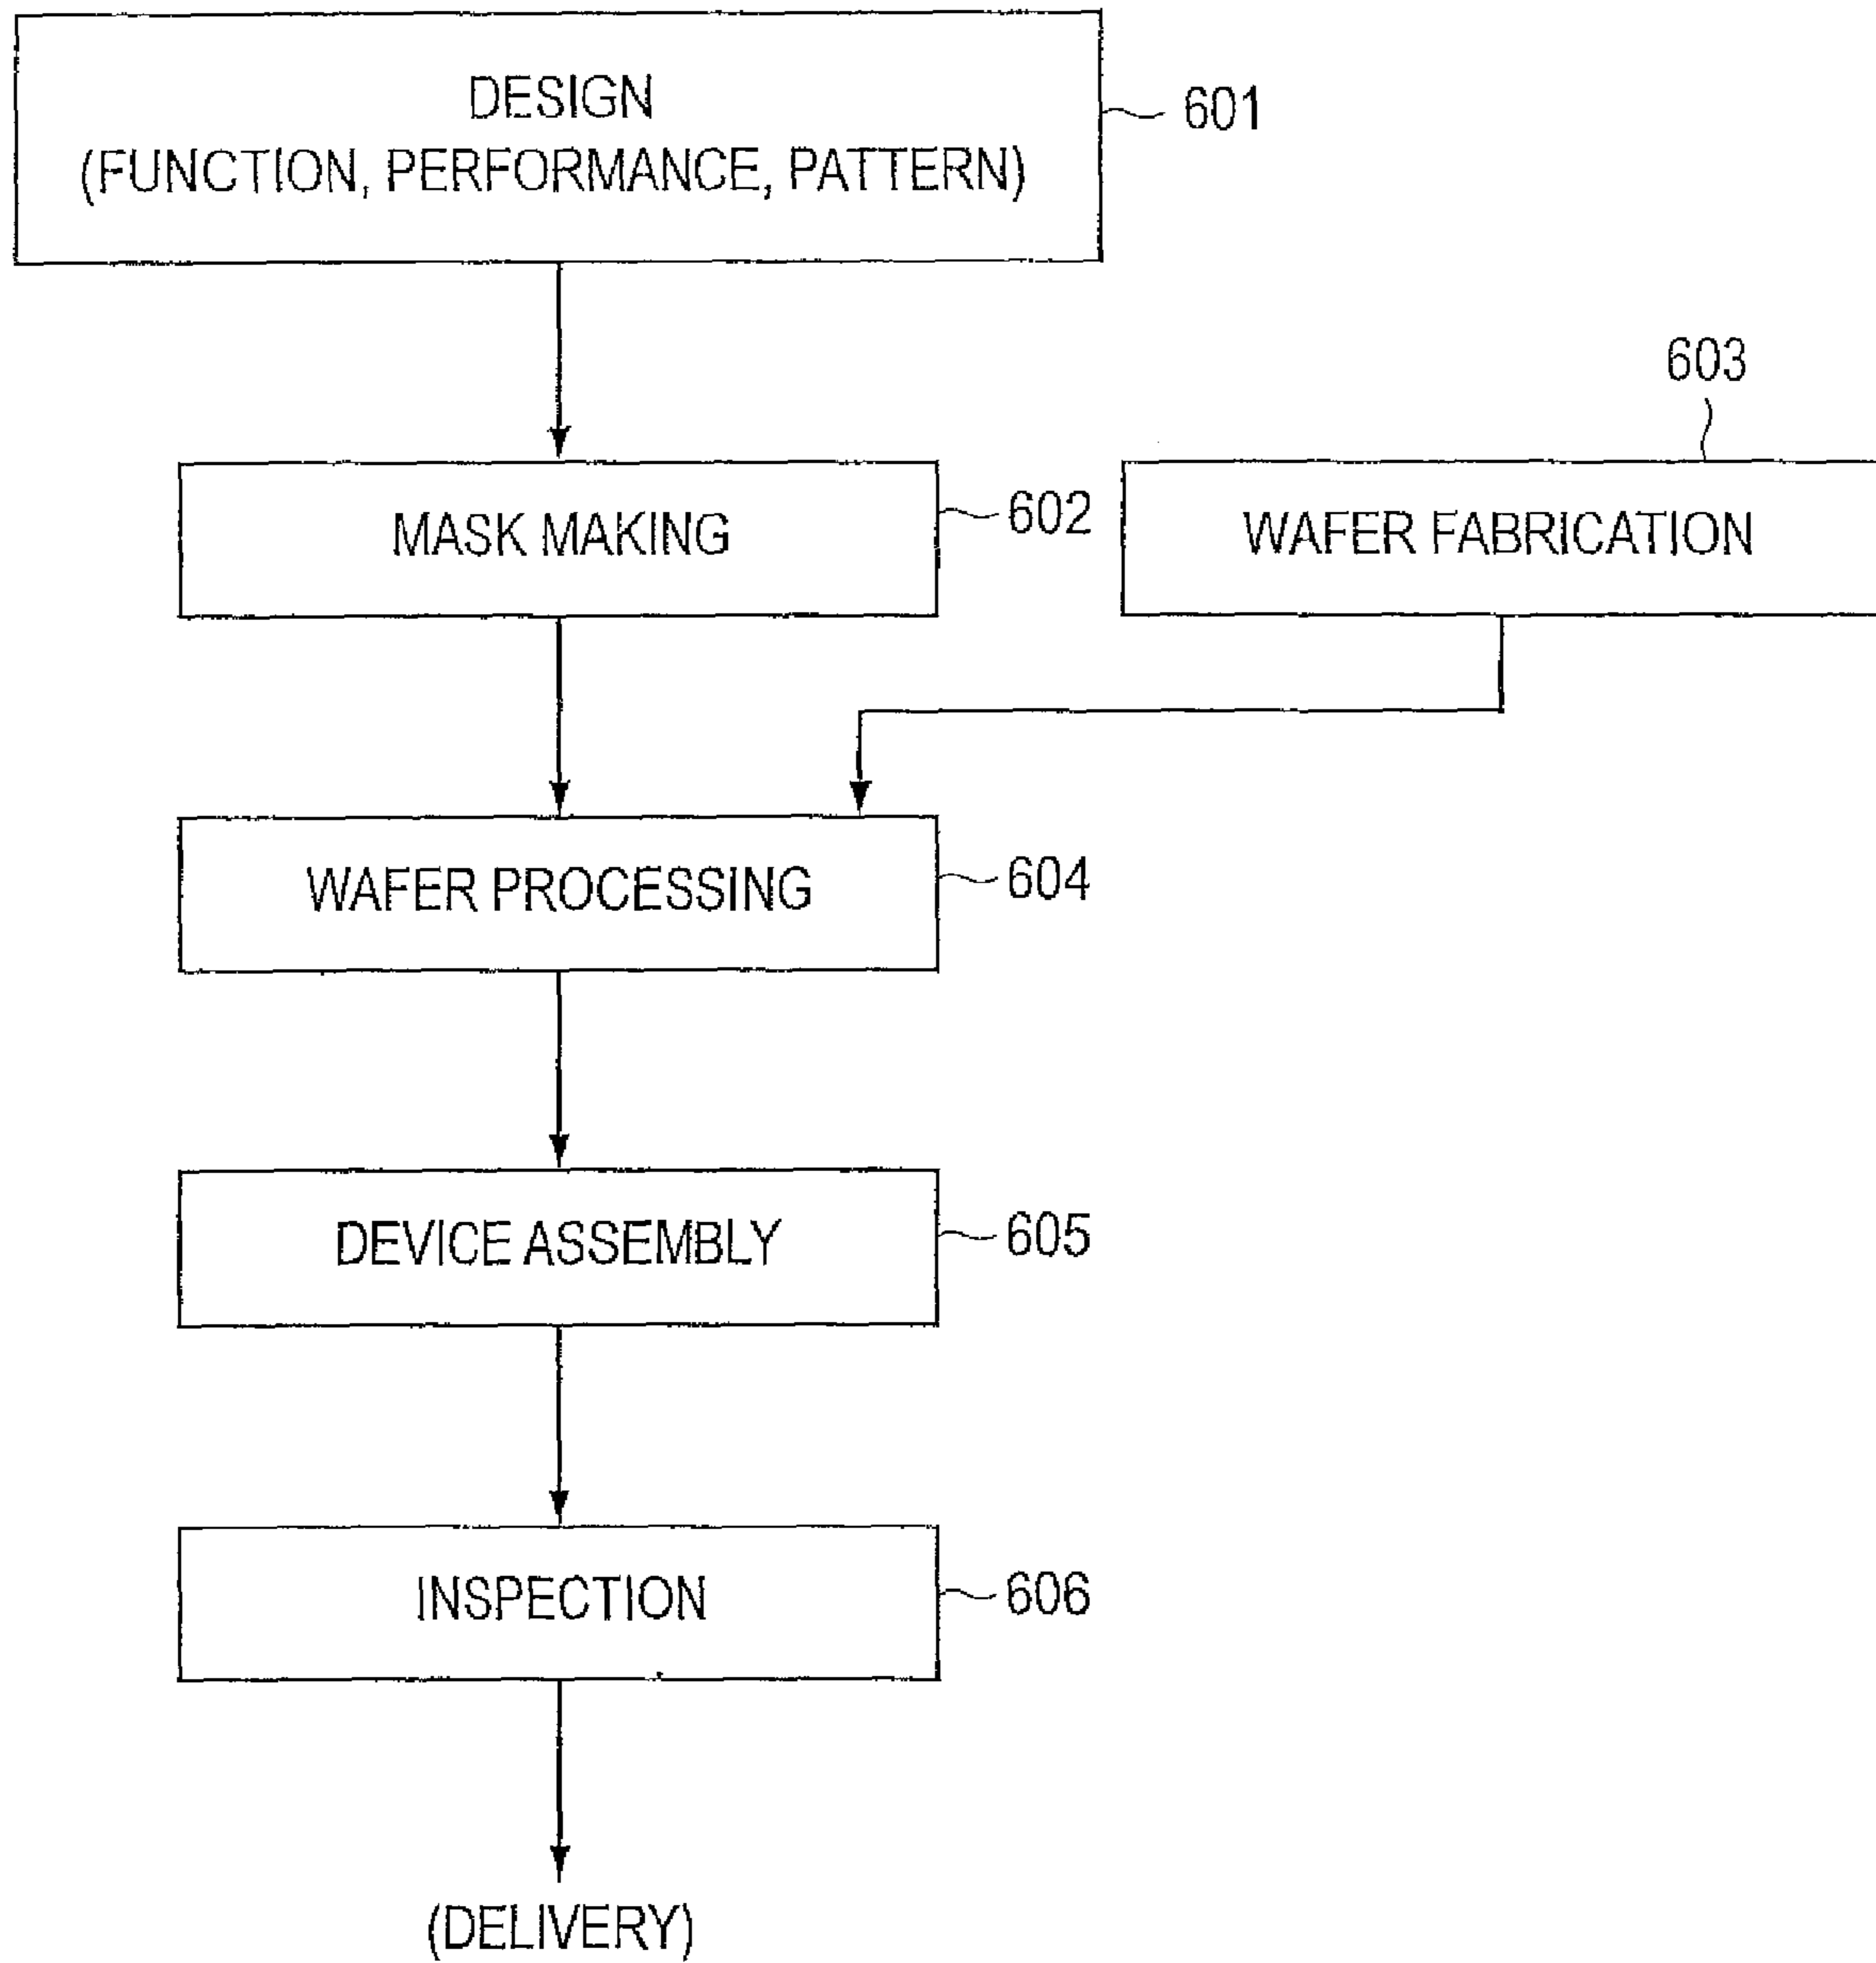 DESIGN
(FUNCTION, PERFORMANCE, PATTERN)
601
603
MASK MAKING
602
WAFER FABRICATION
WAFER PROCESSING
604
DEVICE ASSEMBLY
605
INSPECTION
606
(DELIVERY)